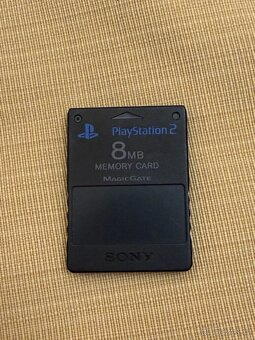 PlayStation 2
8MB
MEMORY CARD
MAGICGATE
SONY